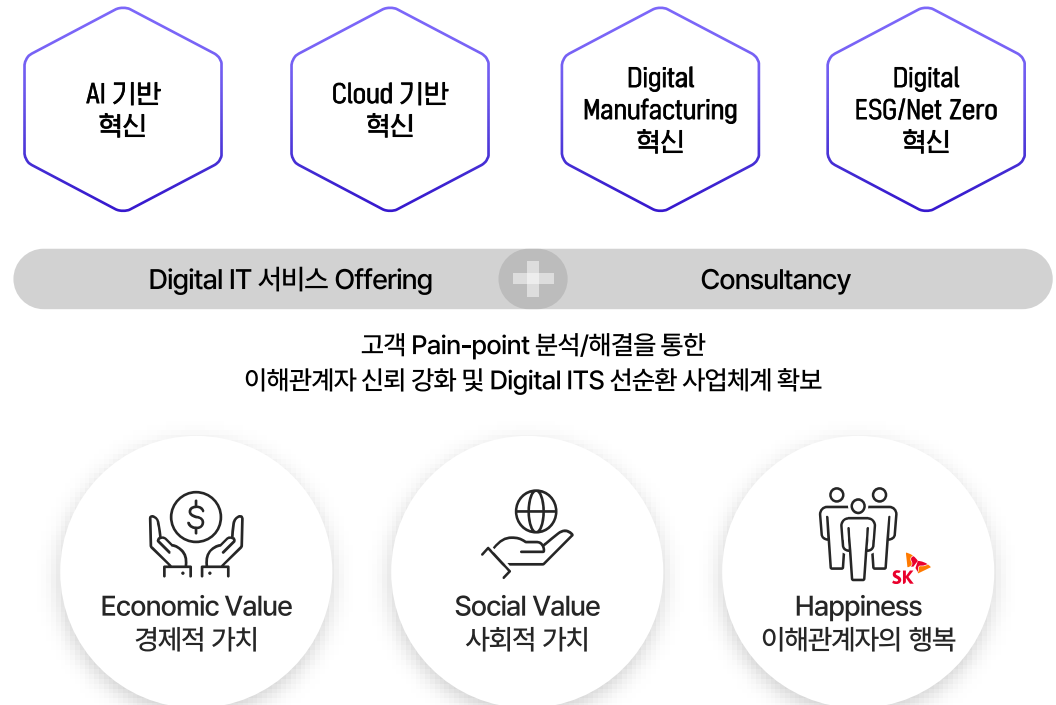 AI 기반
혁신
Cloud 기반
혁신
Digital
Manufacturing
혁신
Digital
ESG/Net Zero
혁신
Digital IT 서비스 Offering
Consultancy
고객 Pain-point 분석/해결을 통한
이해관계자 신뢰 강화 및 Digital ITS 선순환 사업체계 확보
$
Economic Value
경제적 가치
Social Value
사회적 가치
SK
Happiness
이해관계자의 행복